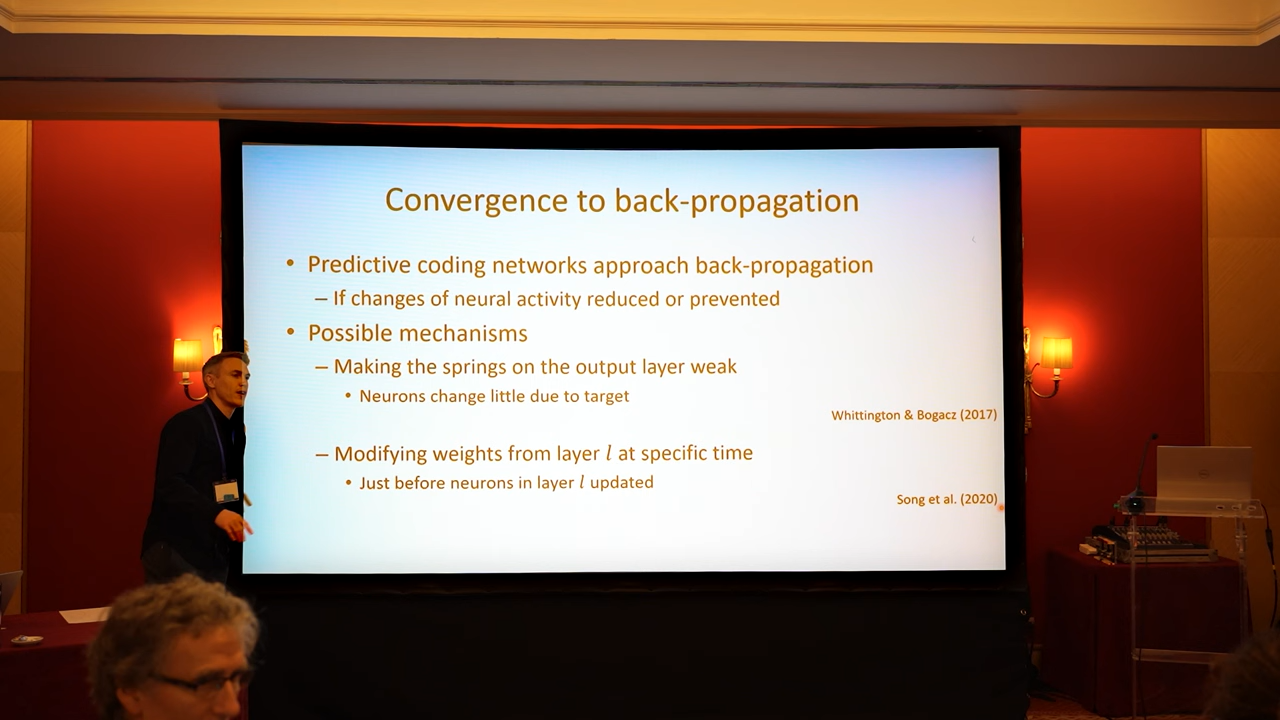 Convergence to back-propagation
• Predictive coding networks approach back-propagation
– If changes of neural activity reduced or prevented
• Possible mechanisms
– Making the springs on the output layer weak
• Neurons change little due to target
Whittington & Bogacz (2017)
– Modifying weights from layer l at specific time
• Just before neurons in layer l updated
Song et al. (2020)